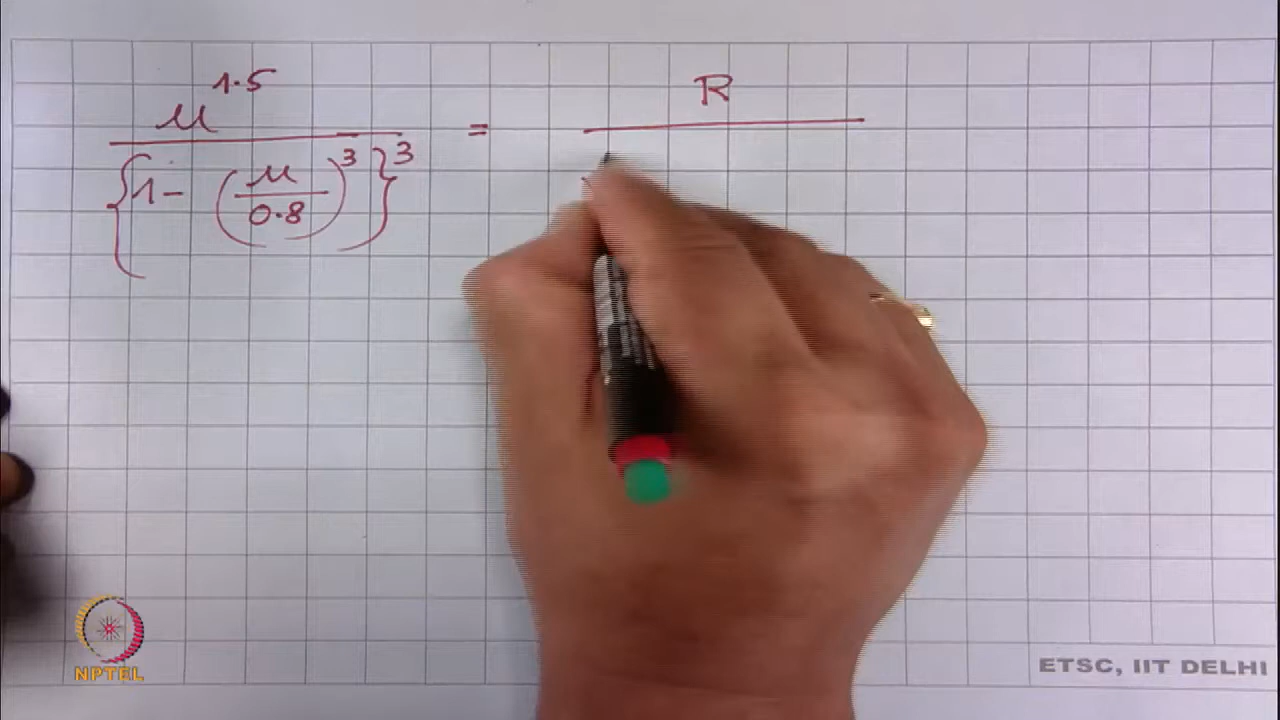 μ^1.5 / {1 - (μ / 0.8)^3}^3 = R /
NPTEL
ETSC, IIT DELHI